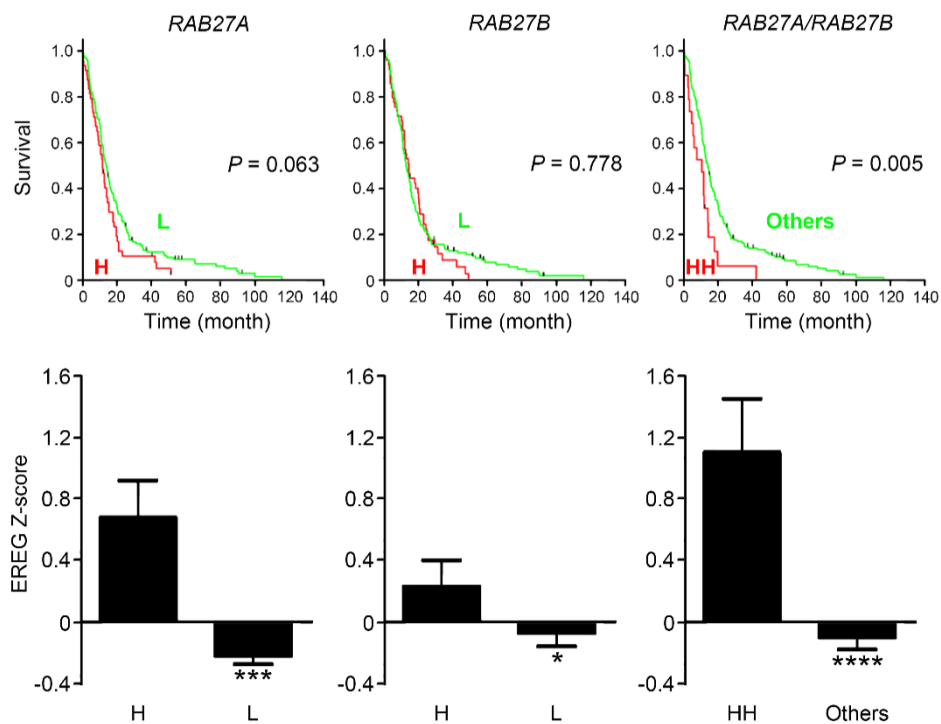 RAB27A RAB27B RAB27A/RAB27B
1.0 1.0 1.0
0.8 0.8 0.8
0.6 0.6 0.6
P = 0.063 P = 0.778 P = 0.005
Survival
0.4 0.4 0.4
L L Others
0.2 0.2 0.2
H H HH
0 0 0
0 20 40 60 80 100 120 140 0 20 40 60 80 100 120 140 0 20 40 60 80 100 120 140
Time (month) Time (month) Time (month)
1.6 1.6 1.6
1.2 1.2 1.2
0.8 0.8 0.8
EREG Z-score
0.4 0.4 0.4
0 0 0
*** * ****
-0.4 -0.4 -0.4
H L H L HH Others